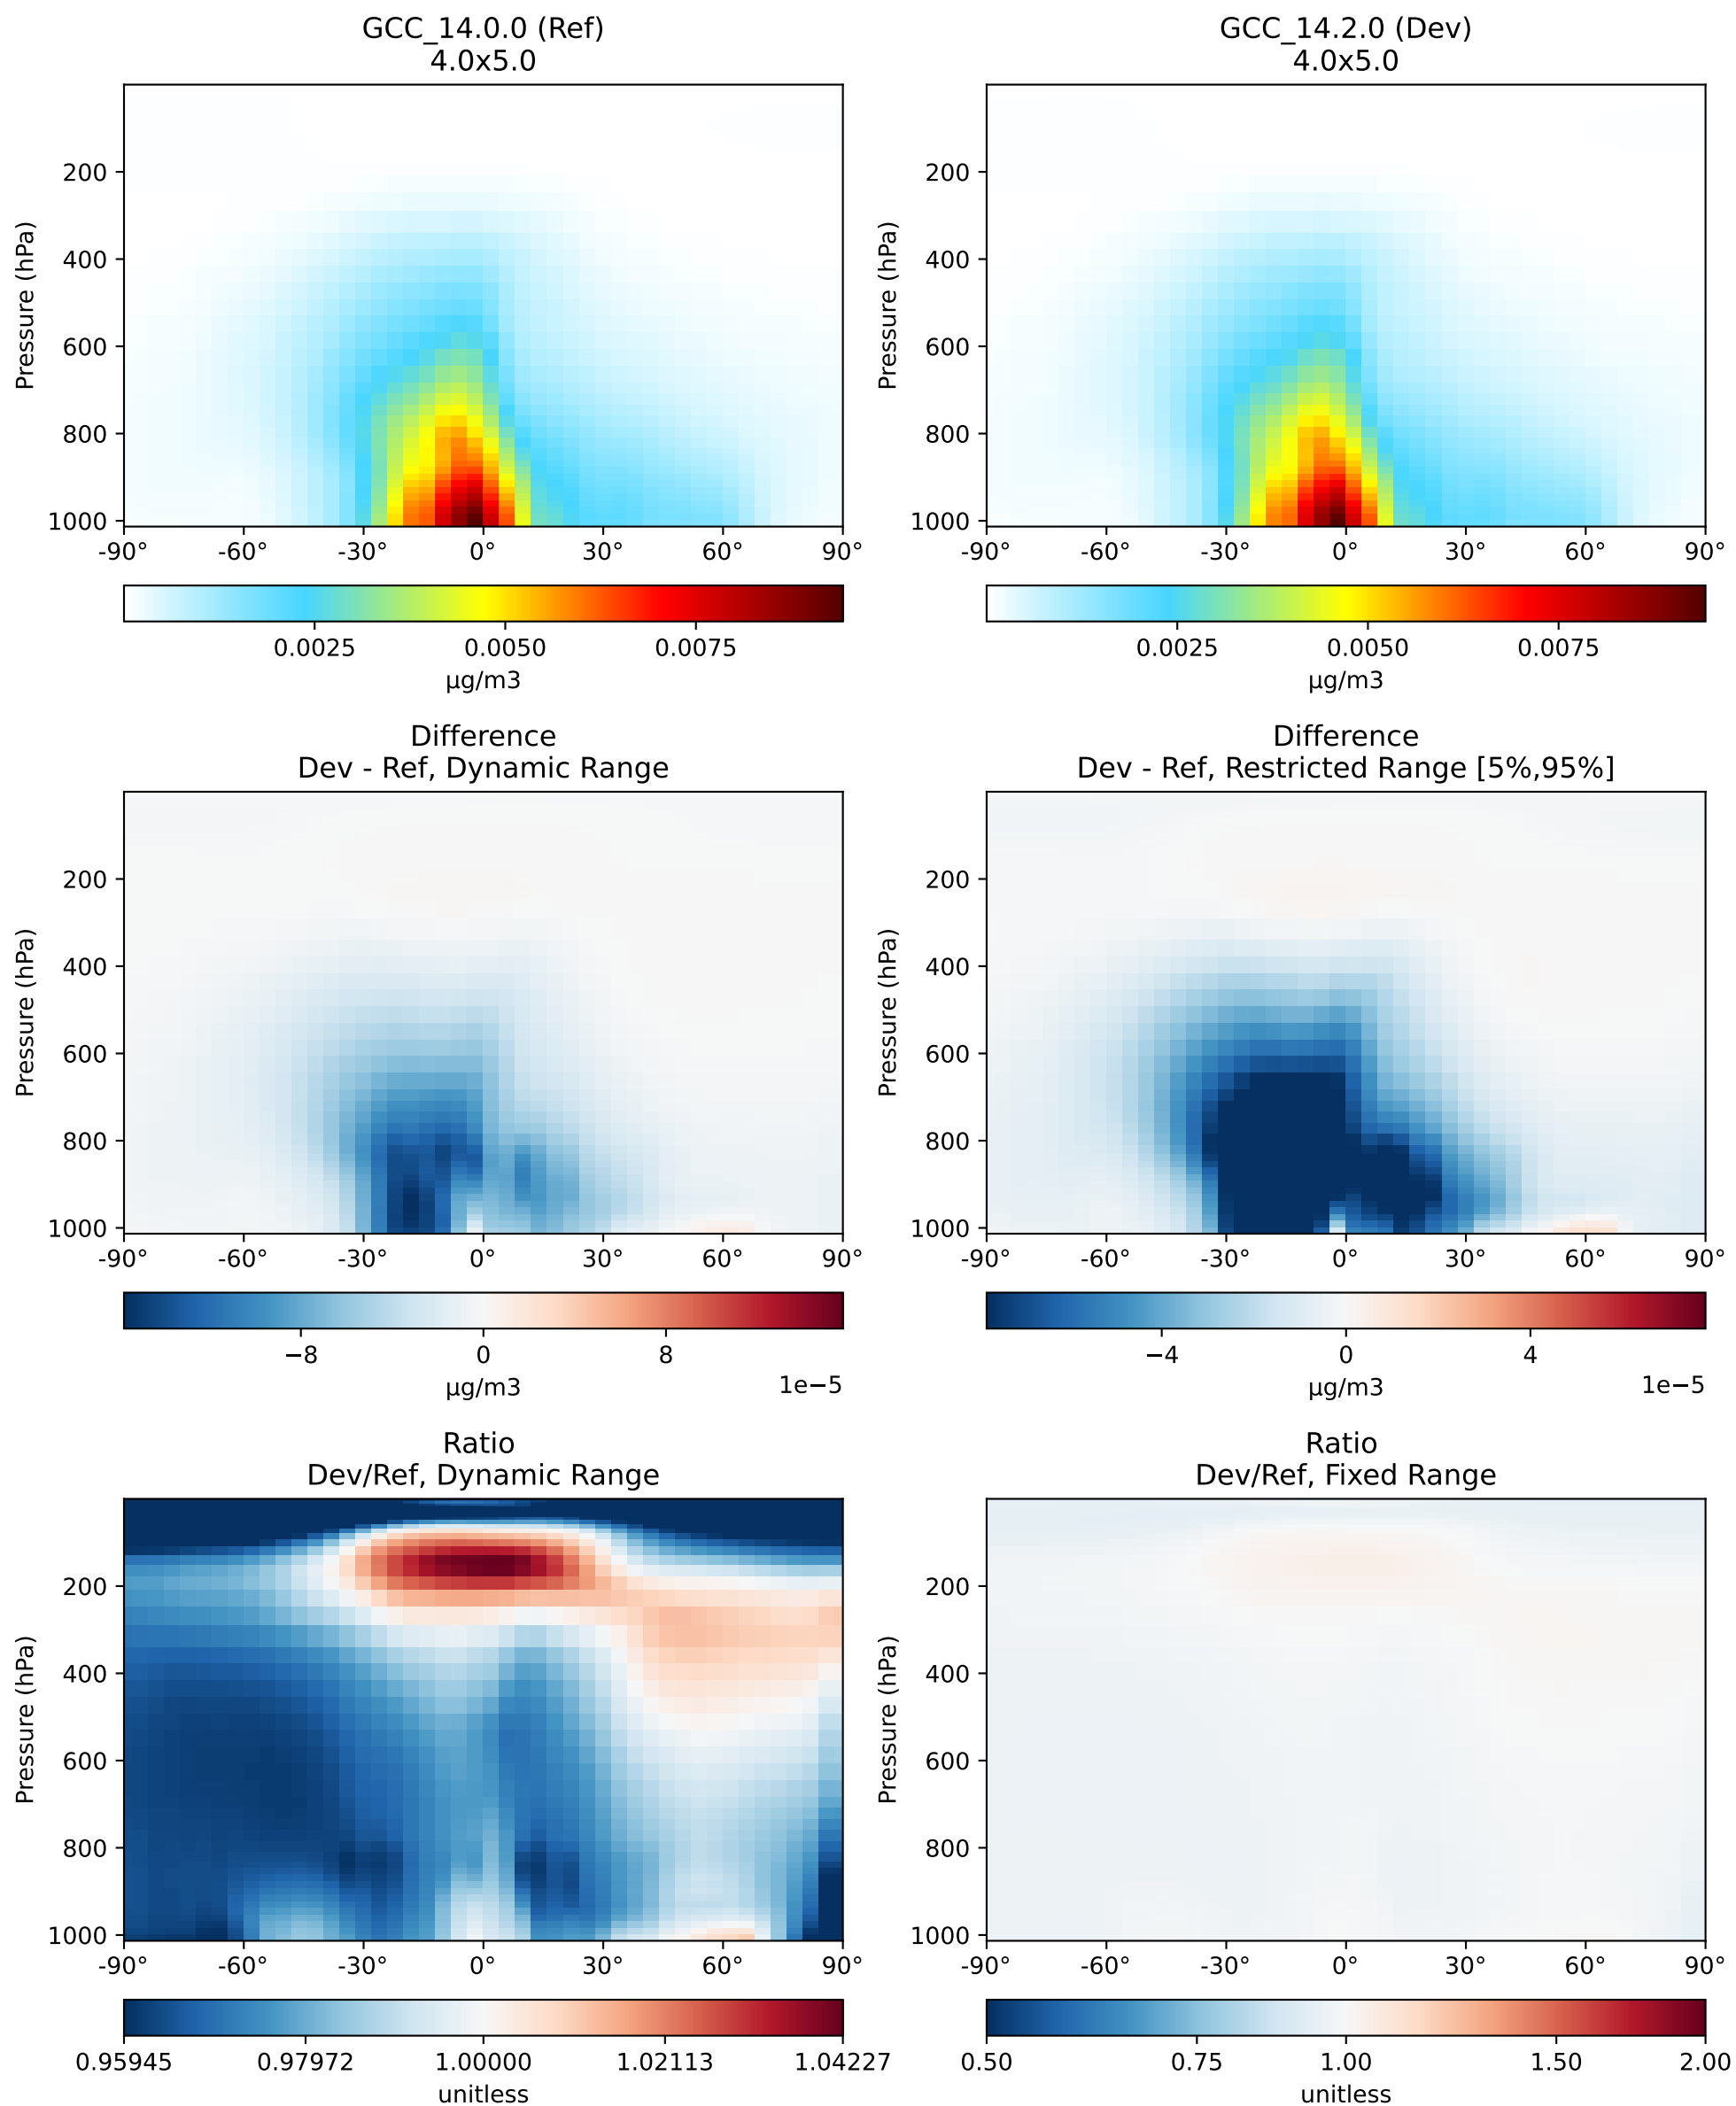 GCC_14.0.0 (Ref)
4.0x5.0
Pressure (hPa)
200
400
600
800
1000
-90° -60° -30° 0° 30° 60° 90°
0.0025 0.0050 0.0075
μg/m3
GCC_14.2.0 (Dev)
4.0x5.0
Pressure (hPa)
200
400
600
800
1000
-90° -60° -30° 0° 30° 60° 90°
0.0025 0.0050 0.0075
μg/m3
Difference
Dev - Ref, Dynamic Range
Pressure (hPa)
200
400
600
800
1000
-90° -60° -30° 0° 30° 60° 90°
−8 0 8
1e−5
μg/m3
Difference
Dev - Ref, Restricted Range [5%,95%]
Pressure (hPa)
200
400
600
800
1000
-90° -60° -30° 0° 30° 60° 90°
−4 0 4
1e−5
μg/m3
Ratio
Dev/Ref, Dynamic Range
Pressure (hPa)
200
400
600
800
1000
-90° -60° -30° 0° 30° 60° 90°
0.95945 0.97972 1.00000 1.02113 1.04227
unitless
Ratio
Dev/Ref, Fixed Range
Pressure (hPa)
200
400
600
800
1000
-90° -60° -30° 0° 30° 60° 90°
0.50 0.75 1.00 1.50 2.00
unitless